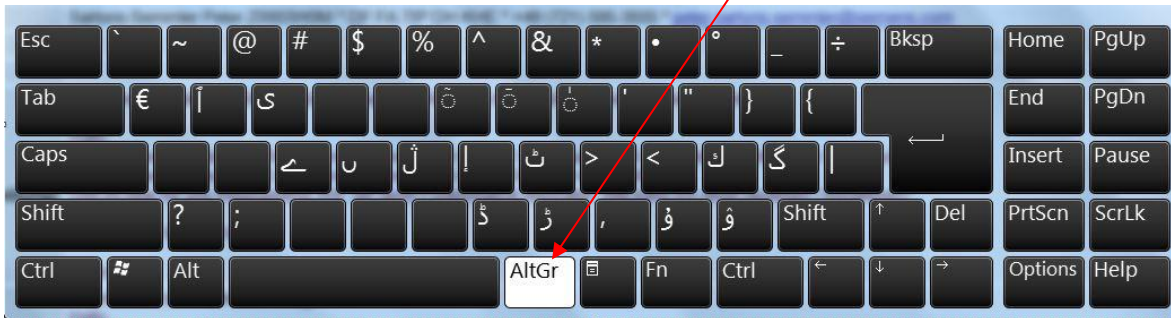 Esc ` ~ @ # $ % ^ & * • ° _ ÷ Bksp Home PgUp
Tab € ی ' " } { End PgDn
Caps ے ں إ ٹ > < ك گ | Insert Pause
Shift ? ; ڈ ڑ , ۇ ۆ Shift ↑ Del PrtScn ScrLk
Ctrl Alt AltGr Fn Ctrl ← ↓ → Options Help